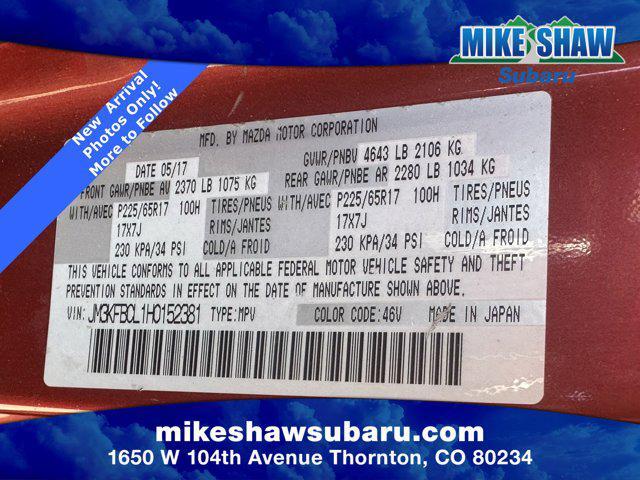 MIKE SHAW
Subaru
New Arrival
Photos Only!
More to Follow
MFD. BY MAZDA MOTOR CORPORATION
DATE 05/17 GVWR/PNBV 4643 LB 2106 KG
FRONT GAWR/PNBE AV 2370 LB 1075 KG REAR GAWR/PNBE AR 2280 LB 1034 KG
WITH/AVEC P225/65R17 100H TIRES/PNEUS WITH/AVEC P225/65R17 100H TIRES/PNEUS
17X7J RIMS/JANTES 17X7J RIMS/JANTES
230 KPA/34 PSI COLD/A FROID 230 KPA/34 PSI COLD/A FROID
THIS VEHICLE CONFORMS TO ALL APPLICABLE FEDERAL MOTOR VEHICLE SAFETY AND THEFT
PREVENTION STANDARDS IN EFFECT ON THE DATE OF MANUFACTURE SHOWN ABOVE.
VIN: JM3KFBCL1H0152381 TYPE: MPV COLOR CODE: 46V MADE IN JAPAN
mikeshawsubaru.com
1650 W 104th Avenue Thornton, CO 80234